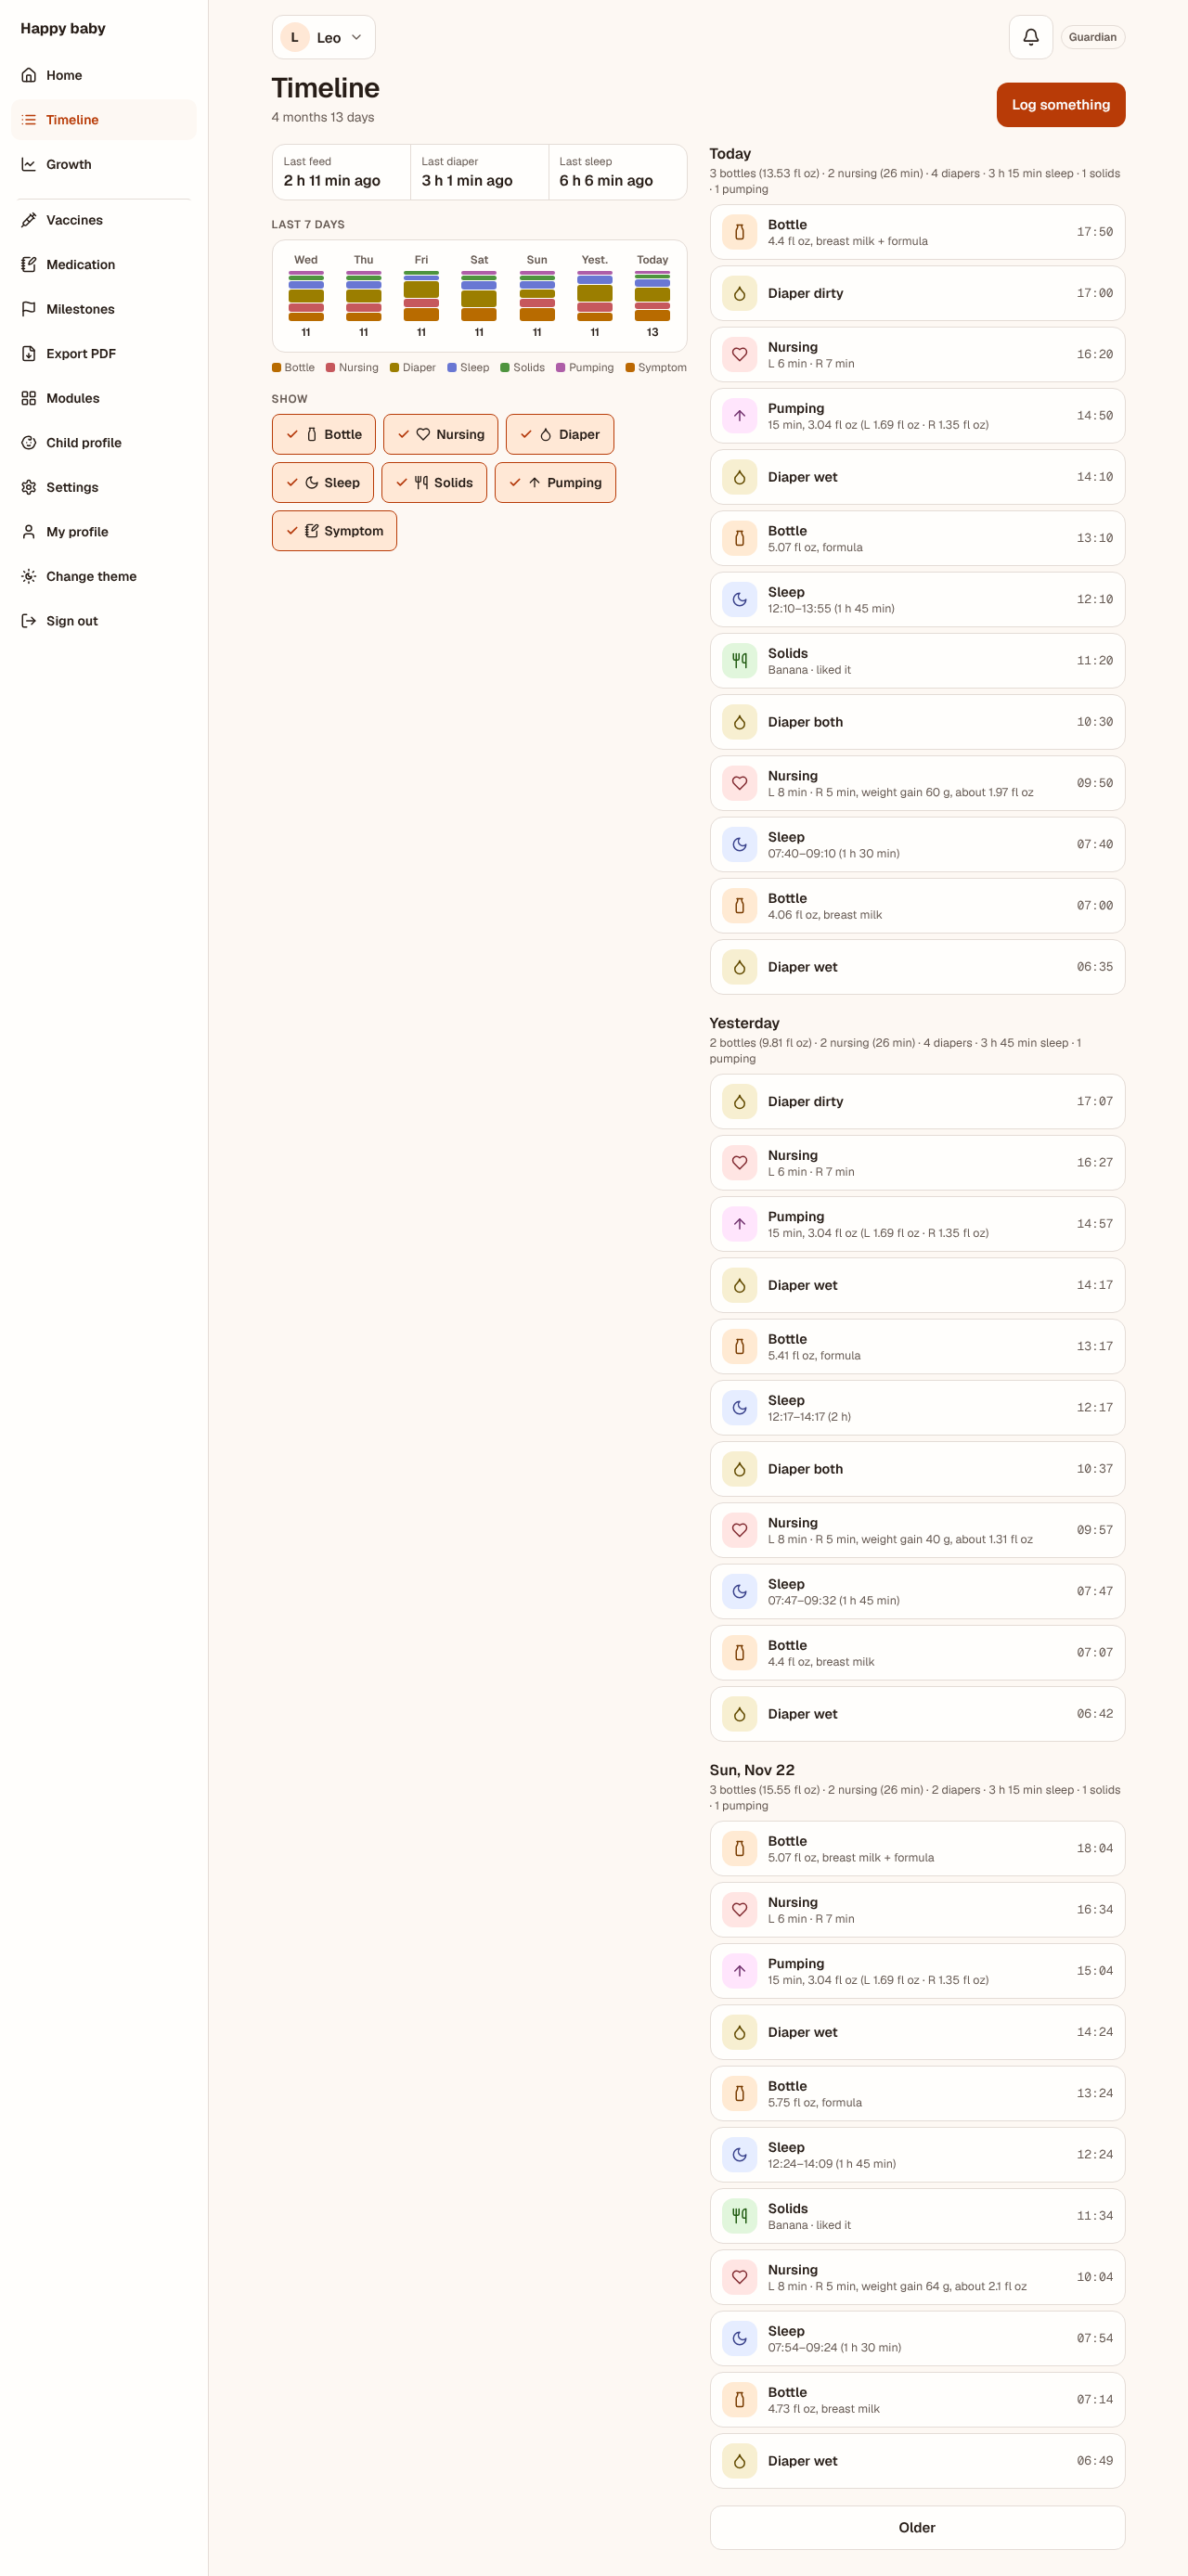 Happy baby
Home
Timeline
Growth
Vaccines
Medication
Milestones
Export PDF
Modules
Child profile
Settings
My profile
Change theme
Sign out
L Leo
Guardian
Timeline
4 months 13 days
Log something
Last feed
2 h 11 min ago
Last diaper
3 h 1 min ago
Last sleep
6 h 6 min ago
LAST 7 DAYS
Wed Thu Fri Sat Sun Yest. Today
11 11 11 11 11 11 13
Bottle Nursing Diaper Sleep Solids Pumping Symptom
SHOW
Bottle Nursing Diaper
Sleep Solids Pumping
Symptom
Today
3 bottles (13.53 fl oz) · 2 nursing (26 min) · 4 diapers · 3 h 15 min sleep · 1 solids
· 1 pumping
Bottle
4.4 fl oz, breast milk + formula
17:50
Diaper dirty
17:00
Nursing
L 6 min · R 7 min
16:20
Pumping
15 min, 3.04 fl oz (L 1.69 fl oz · R 1.35 fl oz)
14:50
Diaper wet
14:10
Bottle
5.07 fl oz, formula
13:10
Sleep
12:10–13:55 (1 h 45 min)
12:10
Solids
Banana · liked it
11:20
Diaper both
10:30
Nursing
L 8 min · R 5 min, weight gain 60 g, about 1.97 fl oz
09:50
Sleep
07:40–09:10 (1 h 30 min)
07:40
Bottle
4.06 fl oz, breast milk
07:00
Diaper wet
06:35
Yesterday
2 bottles (9.81 fl oz) · 2 nursing (26 min) · 4 diapers · 3 h 45 min sleep · 1
pumping
Diaper dirty
17:07
Nursing
L 6 min · R 7 min
16:27
Pumping
15 min, 3.04 fl oz (L 1.69 fl oz · R 1.35 fl oz)
14:57
Diaper wet
14:17
Bottle
5.41 fl oz, formula
13:17
Sleep
12:17–14:17 (2 h)
12:17
Diaper both
10:37
Nursing
L 8 min · R 5 min, weight gain 40 g, about 1.31 fl oz
09:57
Sleep
07:47–09:32 (1 h 45 min)
07:47
Bottle
4.4 fl oz, breast milk
07:07
Diaper wet
06:42
Sun, Nov 22
3 bottles (15.55 fl oz) · 2 nursing (26 min) · 2 diapers · 3 h 15 min sleep · 1 solids
· 1 pumping
Bottle
5.07 fl oz, breast milk + formula
18:04
Nursing
L 6 min · R 7 min
16:34
Pumping
15 min, 3.04 fl oz (L 1.69 fl oz · R 1.35 fl oz)
15:04
Diaper wet
14:24
Bottle
5.75 fl oz, formula
13:24
Sleep
12:24–14:09 (1 h 45 min)
12:24
Solids
Banana · liked it
11:34
Nursing
L 8 min · R 5 min, weight gain 64 g, about 2.1 fl oz
10:04
Sleep
07:54–09:24 (1 h 30 min)
07:54
Bottle
4.73 fl oz, breast milk
07:14
Diaper wet
06:49
Older